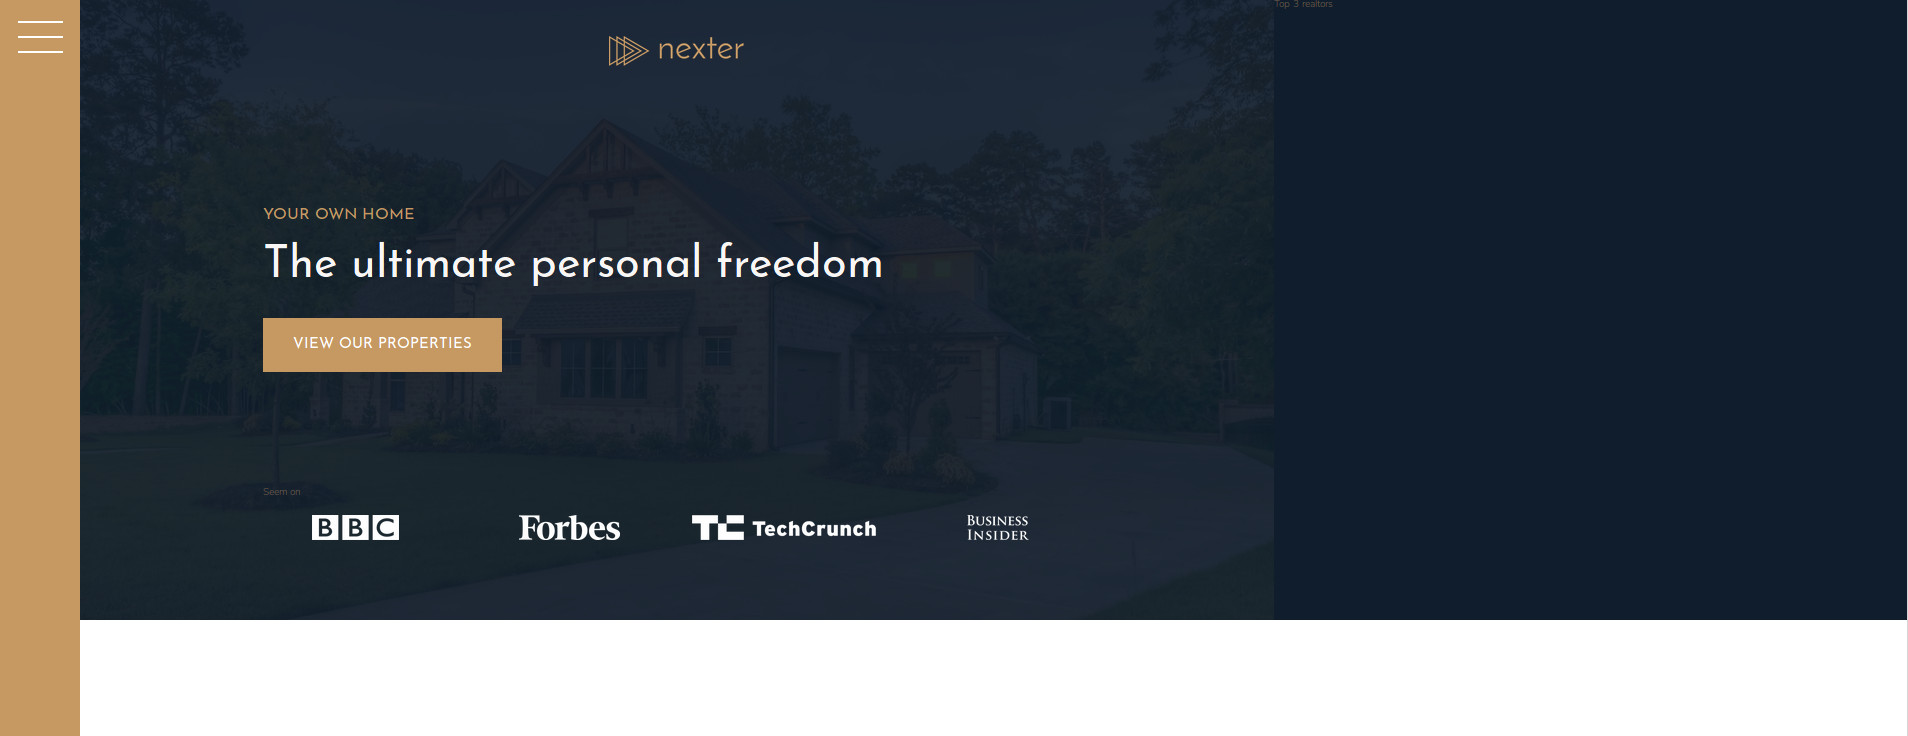 nexter
YOUR OWN HOME
The ultimate personal freedom
VIEW OUR PROPERTIES
Seem on
BBC
Forbes
TC TechCrunch
BUSINESS
INSIDER
Top 3 realtors